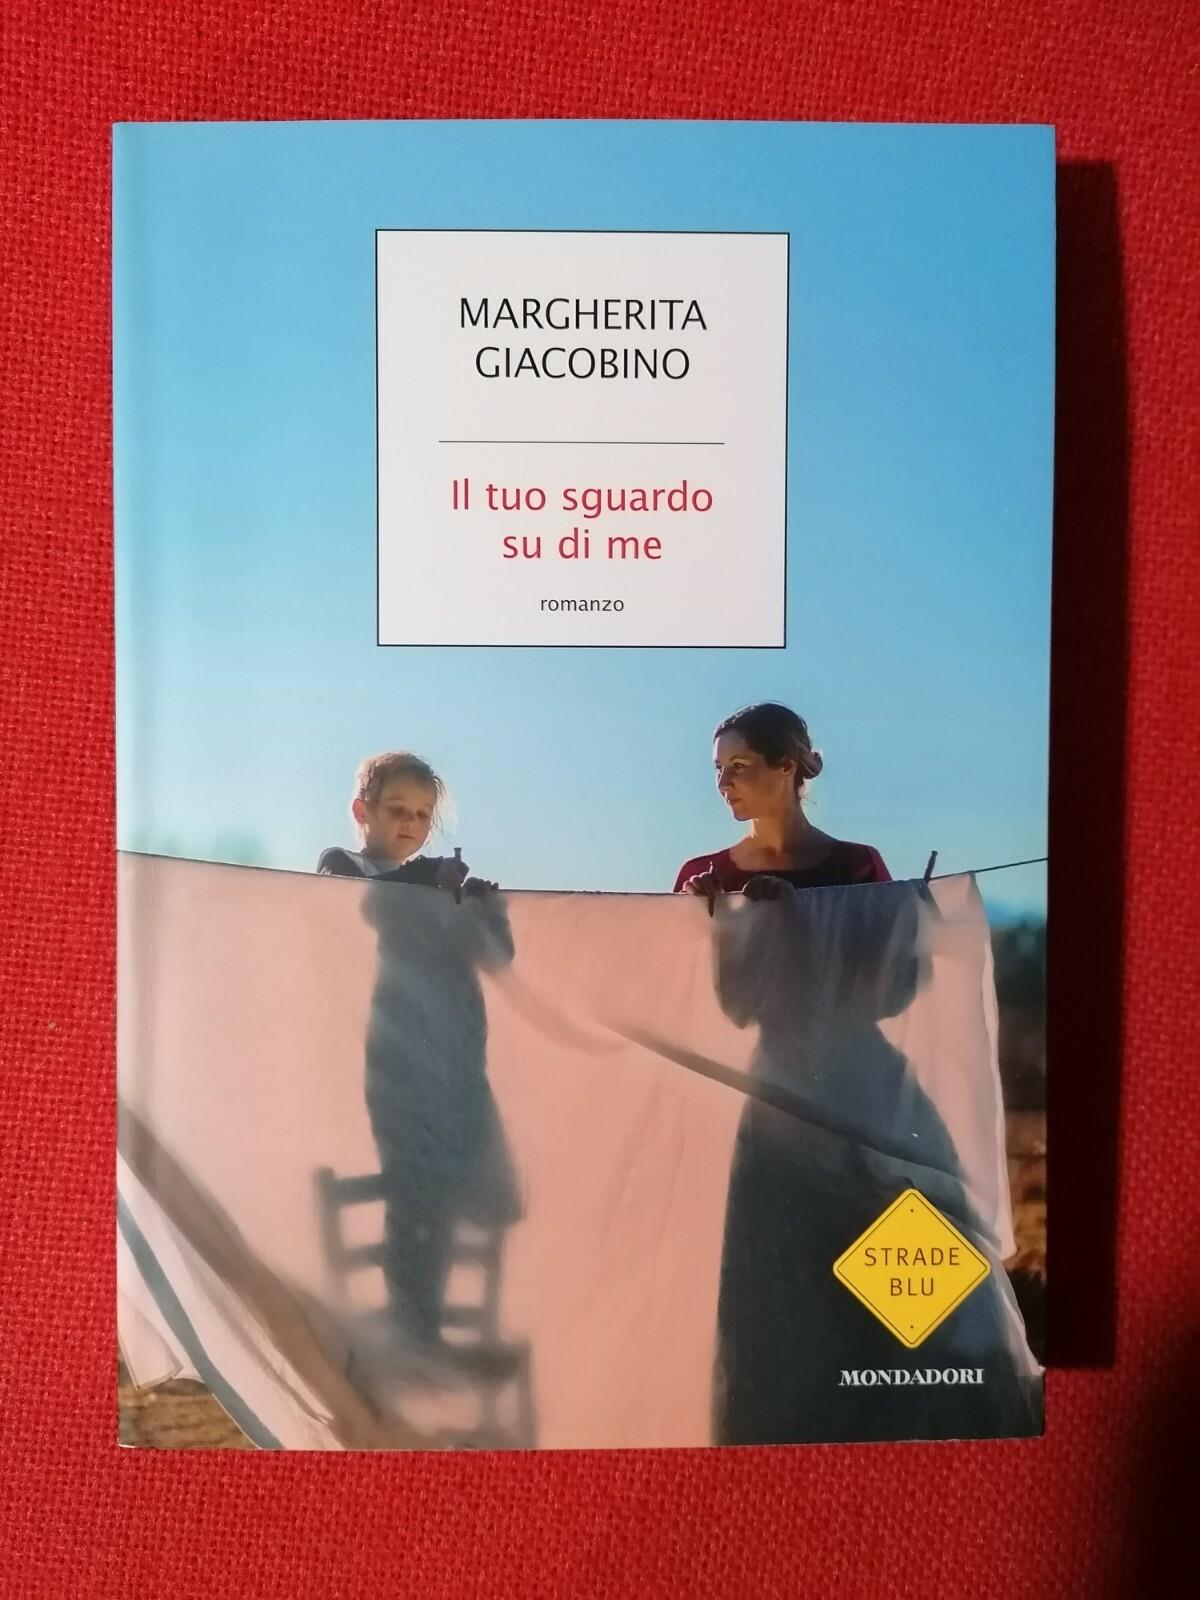 MARGHERITA
GIACOBINO
Il tuo sguardo
su di me
romanzo
STRADE
BLU
MONDADORI